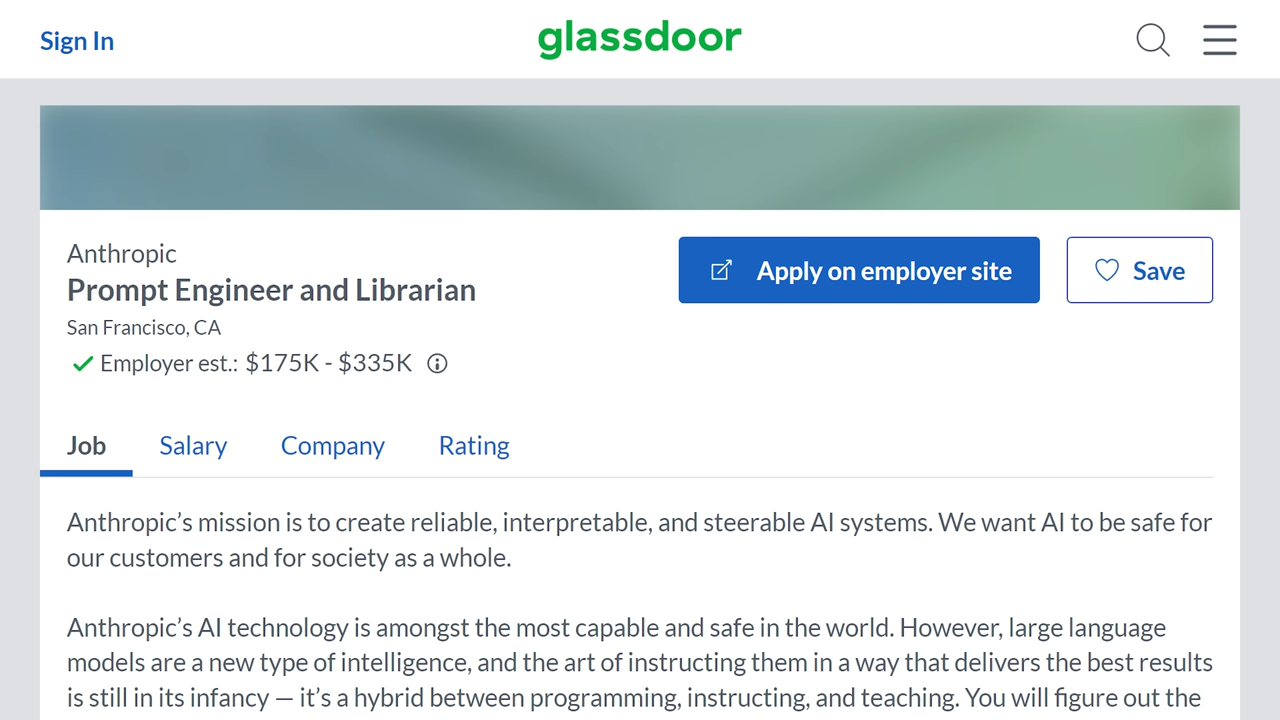 Sign In
glassdoor
Anthropic
Prompt Engineer and Librarian
San Francisco, CA
Employer est.: $175K - $335K
Apply on employer site
Save
Job Salary Company Rating
Anthropic’s mission is to create reliable, interpretable, and steerable AI systems. We want AI to be safe for
our customers and for society as a whole.
Anthropic’s AI technology is amongst the most capable and safe in the world. However, large language
models are a new type of intelligence, and the art of instructing them in a way that delivers the best results
is still in its infancy — it’s a hybrid between programming, instructing, and teaching. You will figure out the